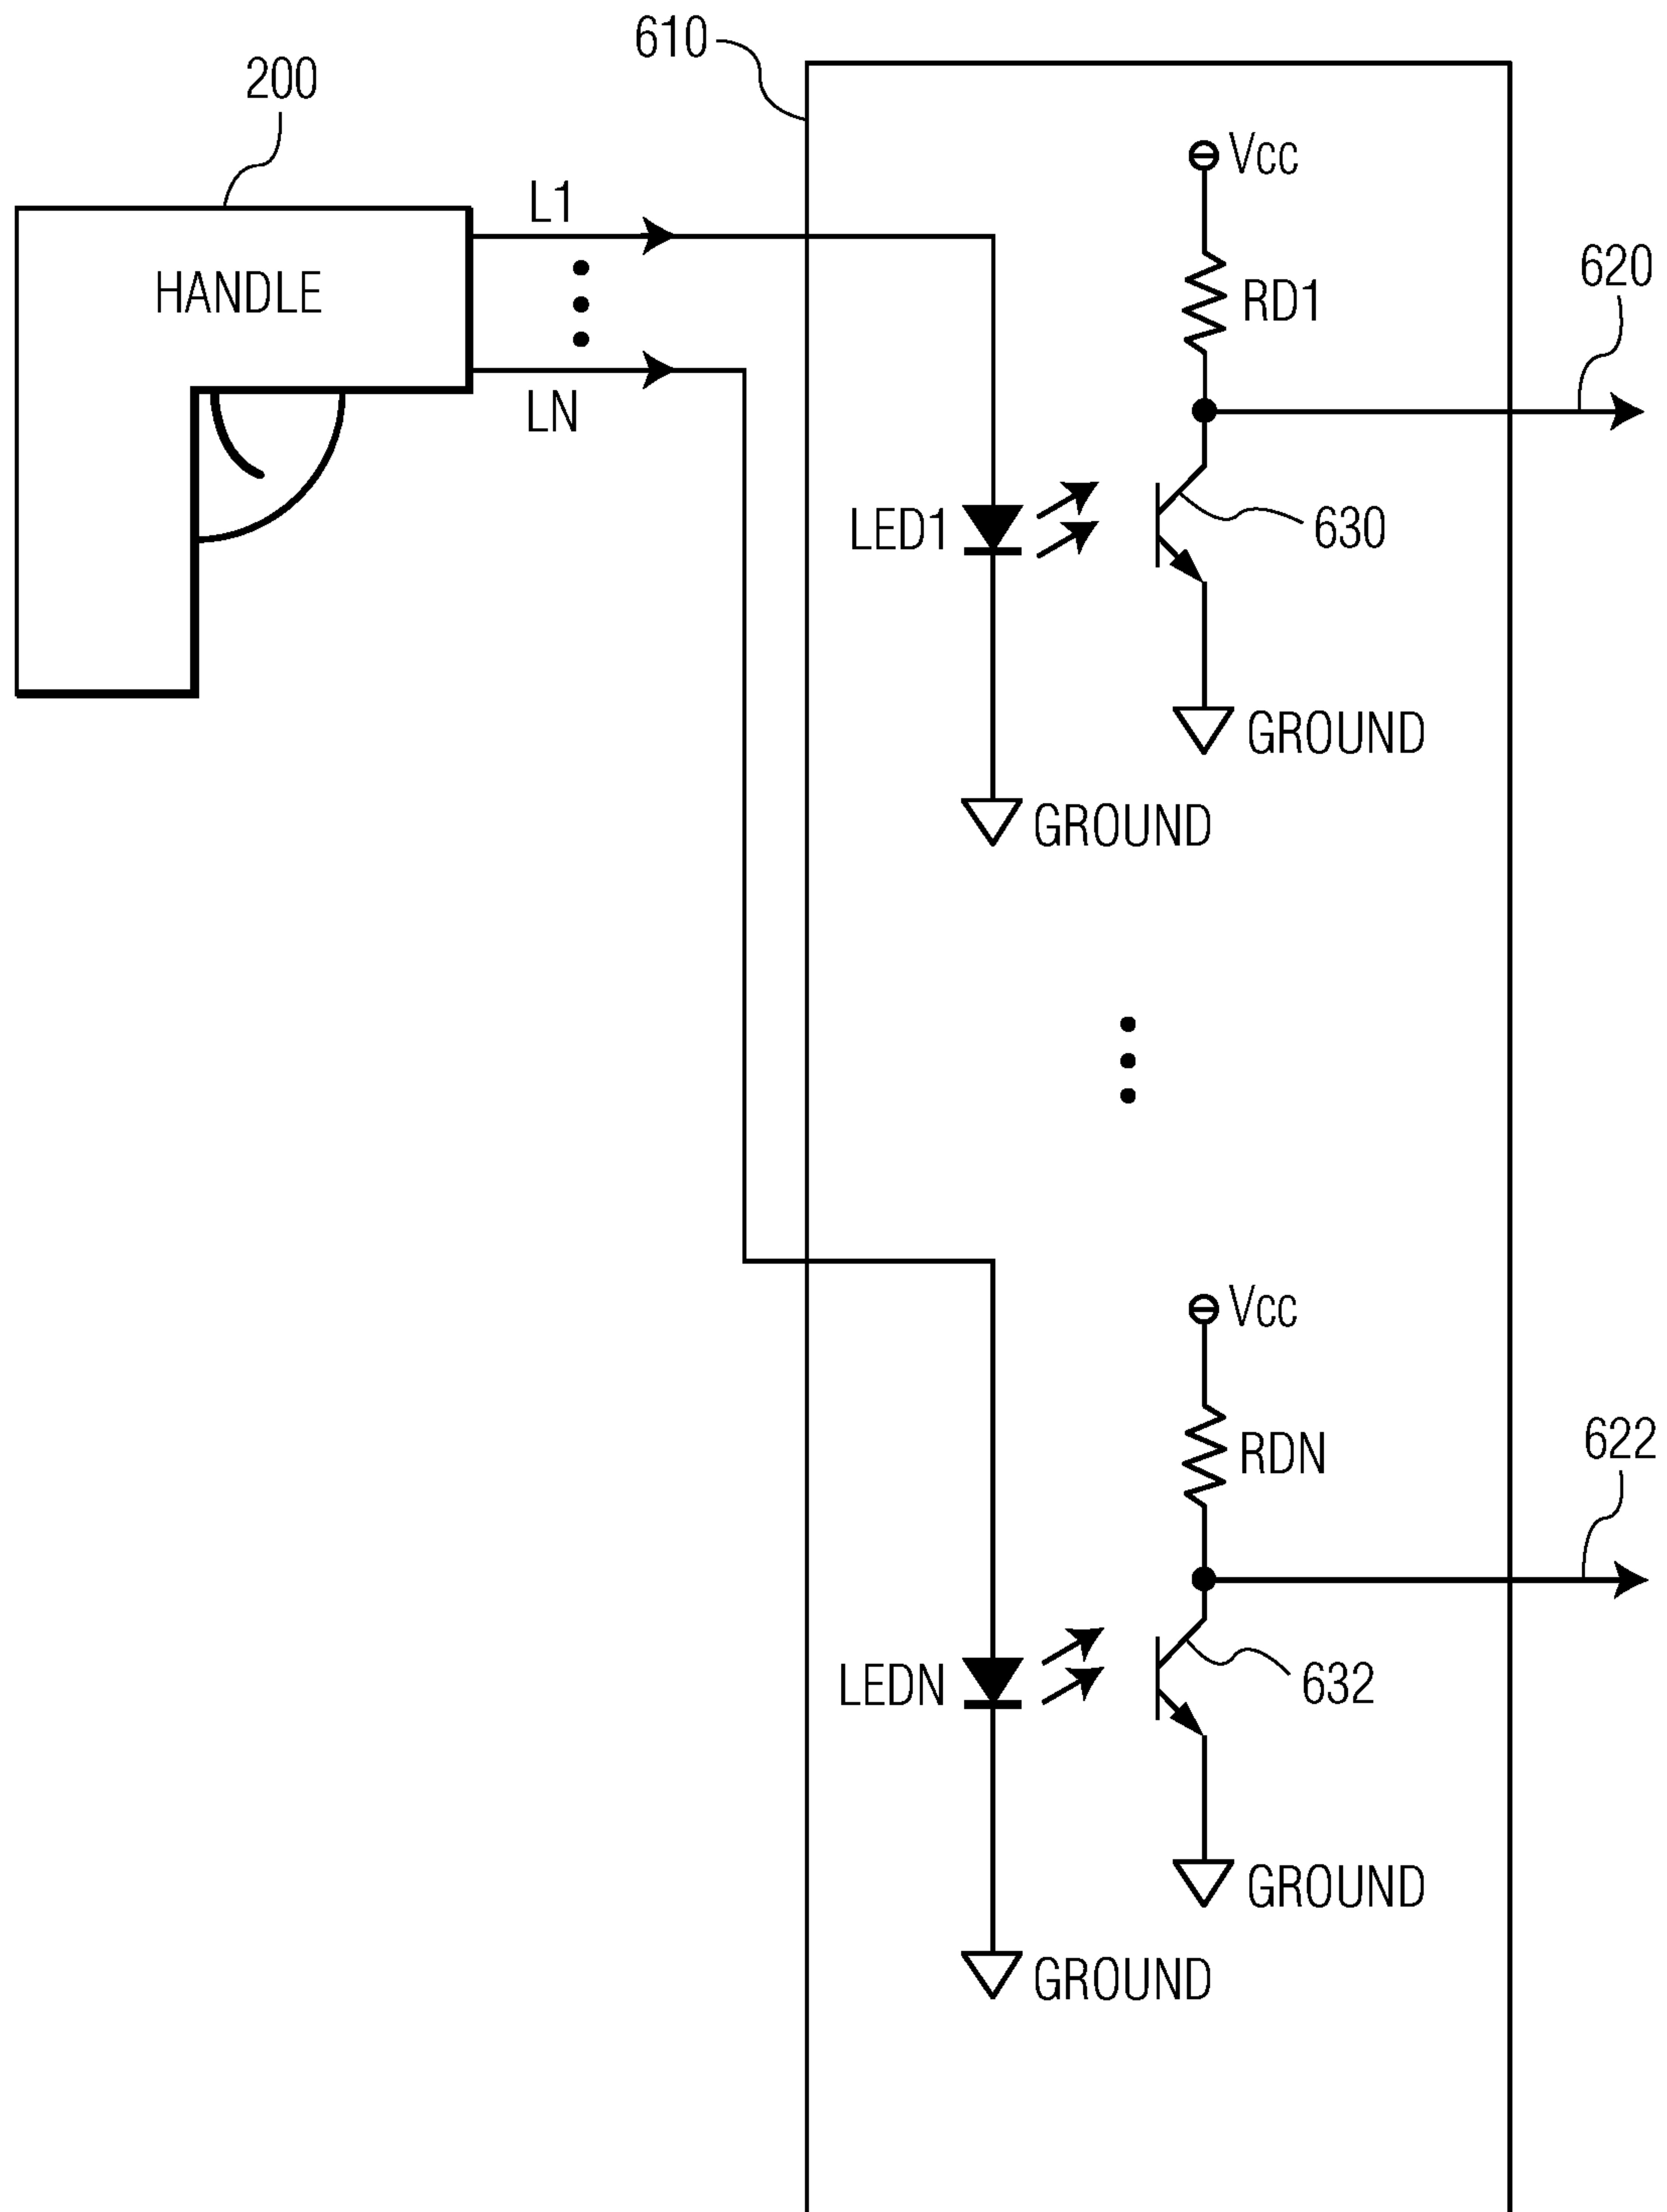 610
200
Vcc
L1
620
HANDLE
RD1
LN
LED1
630
GROUND
GROUND
Vcc
622
RDN
LEDN
632
GROUND
GROUND